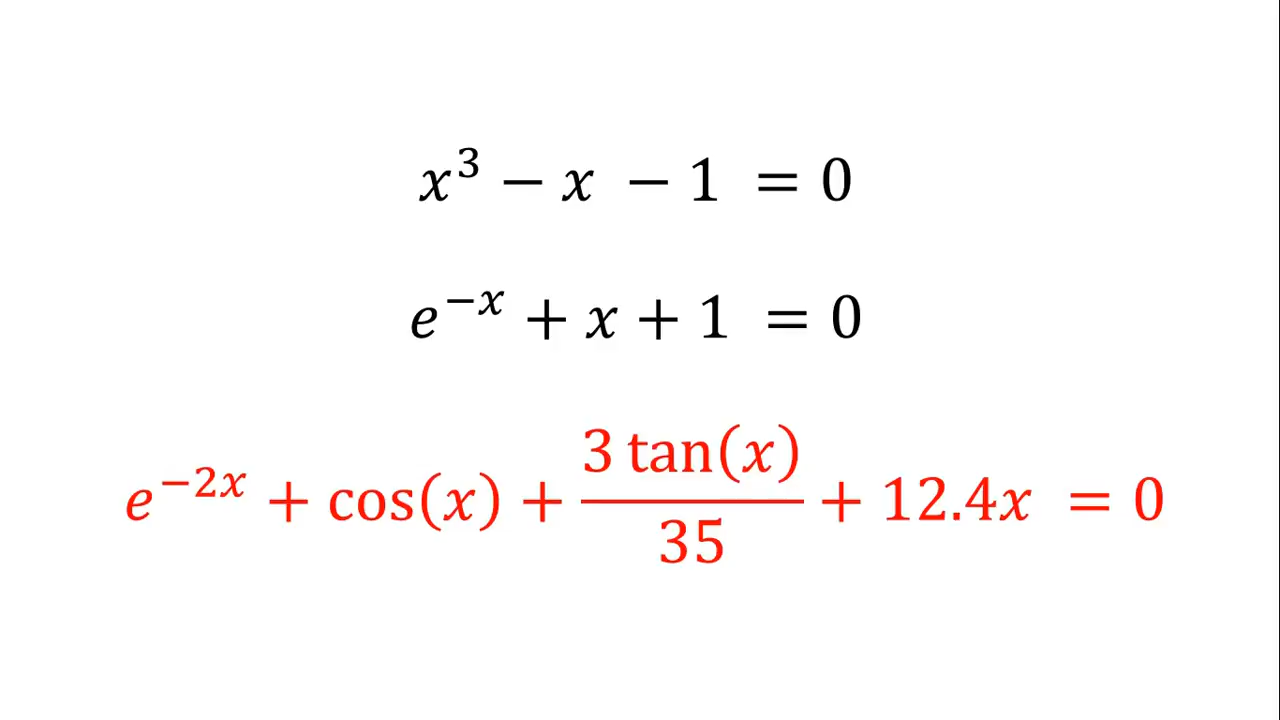 x³ − x − 1 = 0
e⁻ˣ + x + 1 = 0
e⁻²ˣ + cos(x) + 3 tan(x)/35 + 12.4x = 0